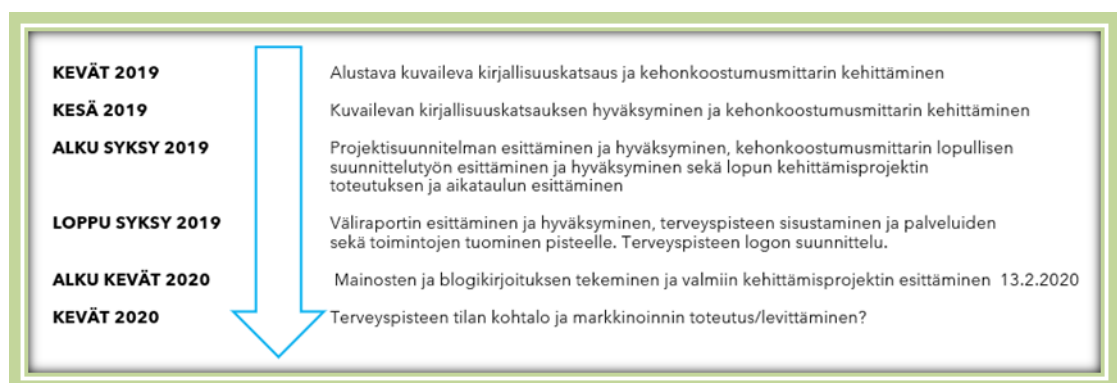 KEVÄT 2019 Alustava kuvaileva kirjallisuuskatsaus ja kehonkoostumusmittarin kehittäminen
KESÄ 2019 Kuvailevan kirjallisuuskatsauksen hyväksyminen ja kehonkoostumusmittarin kehittäminen
ALKU SYKSY 2019 Projektisuunnitelman esittäminen ja hyväksyminen, kehonkoostumusmittarin lopullisen
suunnittelutyön esittäminen ja hyväksyminen sekä lopun kehittämisprojektin
toteutuksen ja aikataulun esittäminen
LOPPU SYKSY 2019 Väliraportin esittäminen ja hyväksyminen, terveyspisteen sisustaminen ja palveluiden
sekä toimintojen tuominen pisteelle. Terveyspisteen logon suunnittelu.
ALKU KEVÄT 2020 Mainosten ja blogikirjoituksen tekeminen ja valmiin kehittämisprojektin esittäminen 13.2.2020
KEVÄT 2020 Terveyspisteen tilan kohtalo ja markkinoinnin toteutus/levittäminen?